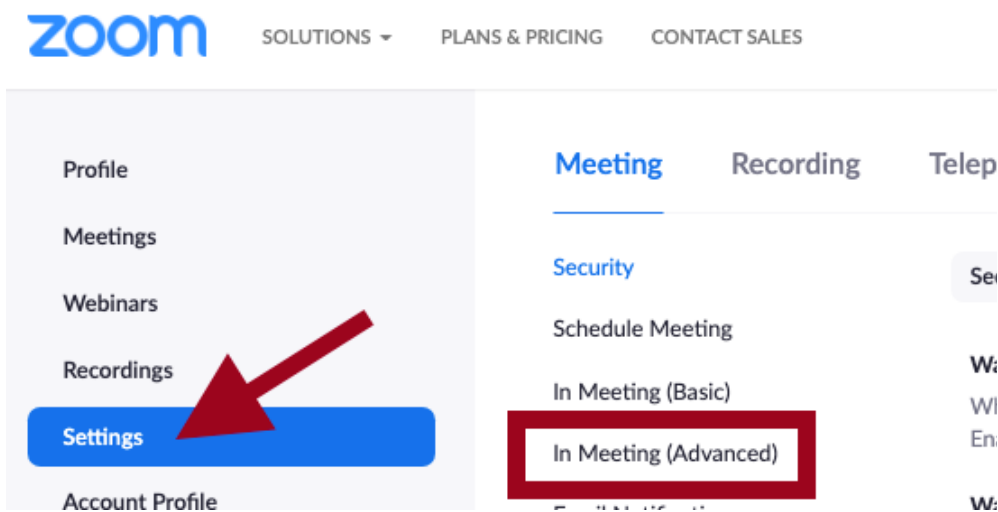 zoom SOLUTIONS PLANS & PRICING CONTACT SALES
Profile
Meetings
Webinars
Recordings
Settings
Account Profile
Meeting Recording
Security
Schedule Meeting
In Meeting (Basic)
In Meeting (Advanced)